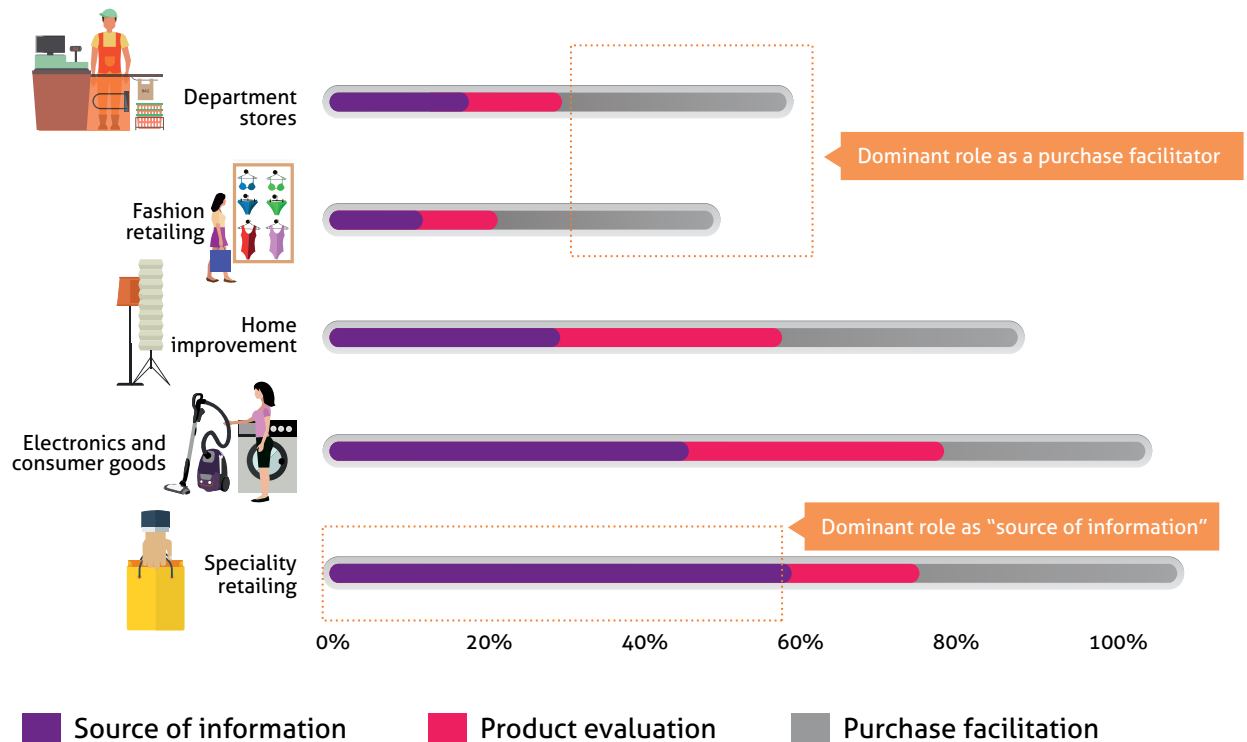 Department
stores
Dominant role as a purchase facilitator
Fashion
retailing
Home
improvement
Electronics and
consumer goods
Dominant role as “source of information”
Speciality
retailing
0% 20% 40% 60% 80% 100%
Source of information Product evaluation Purchase facilitation